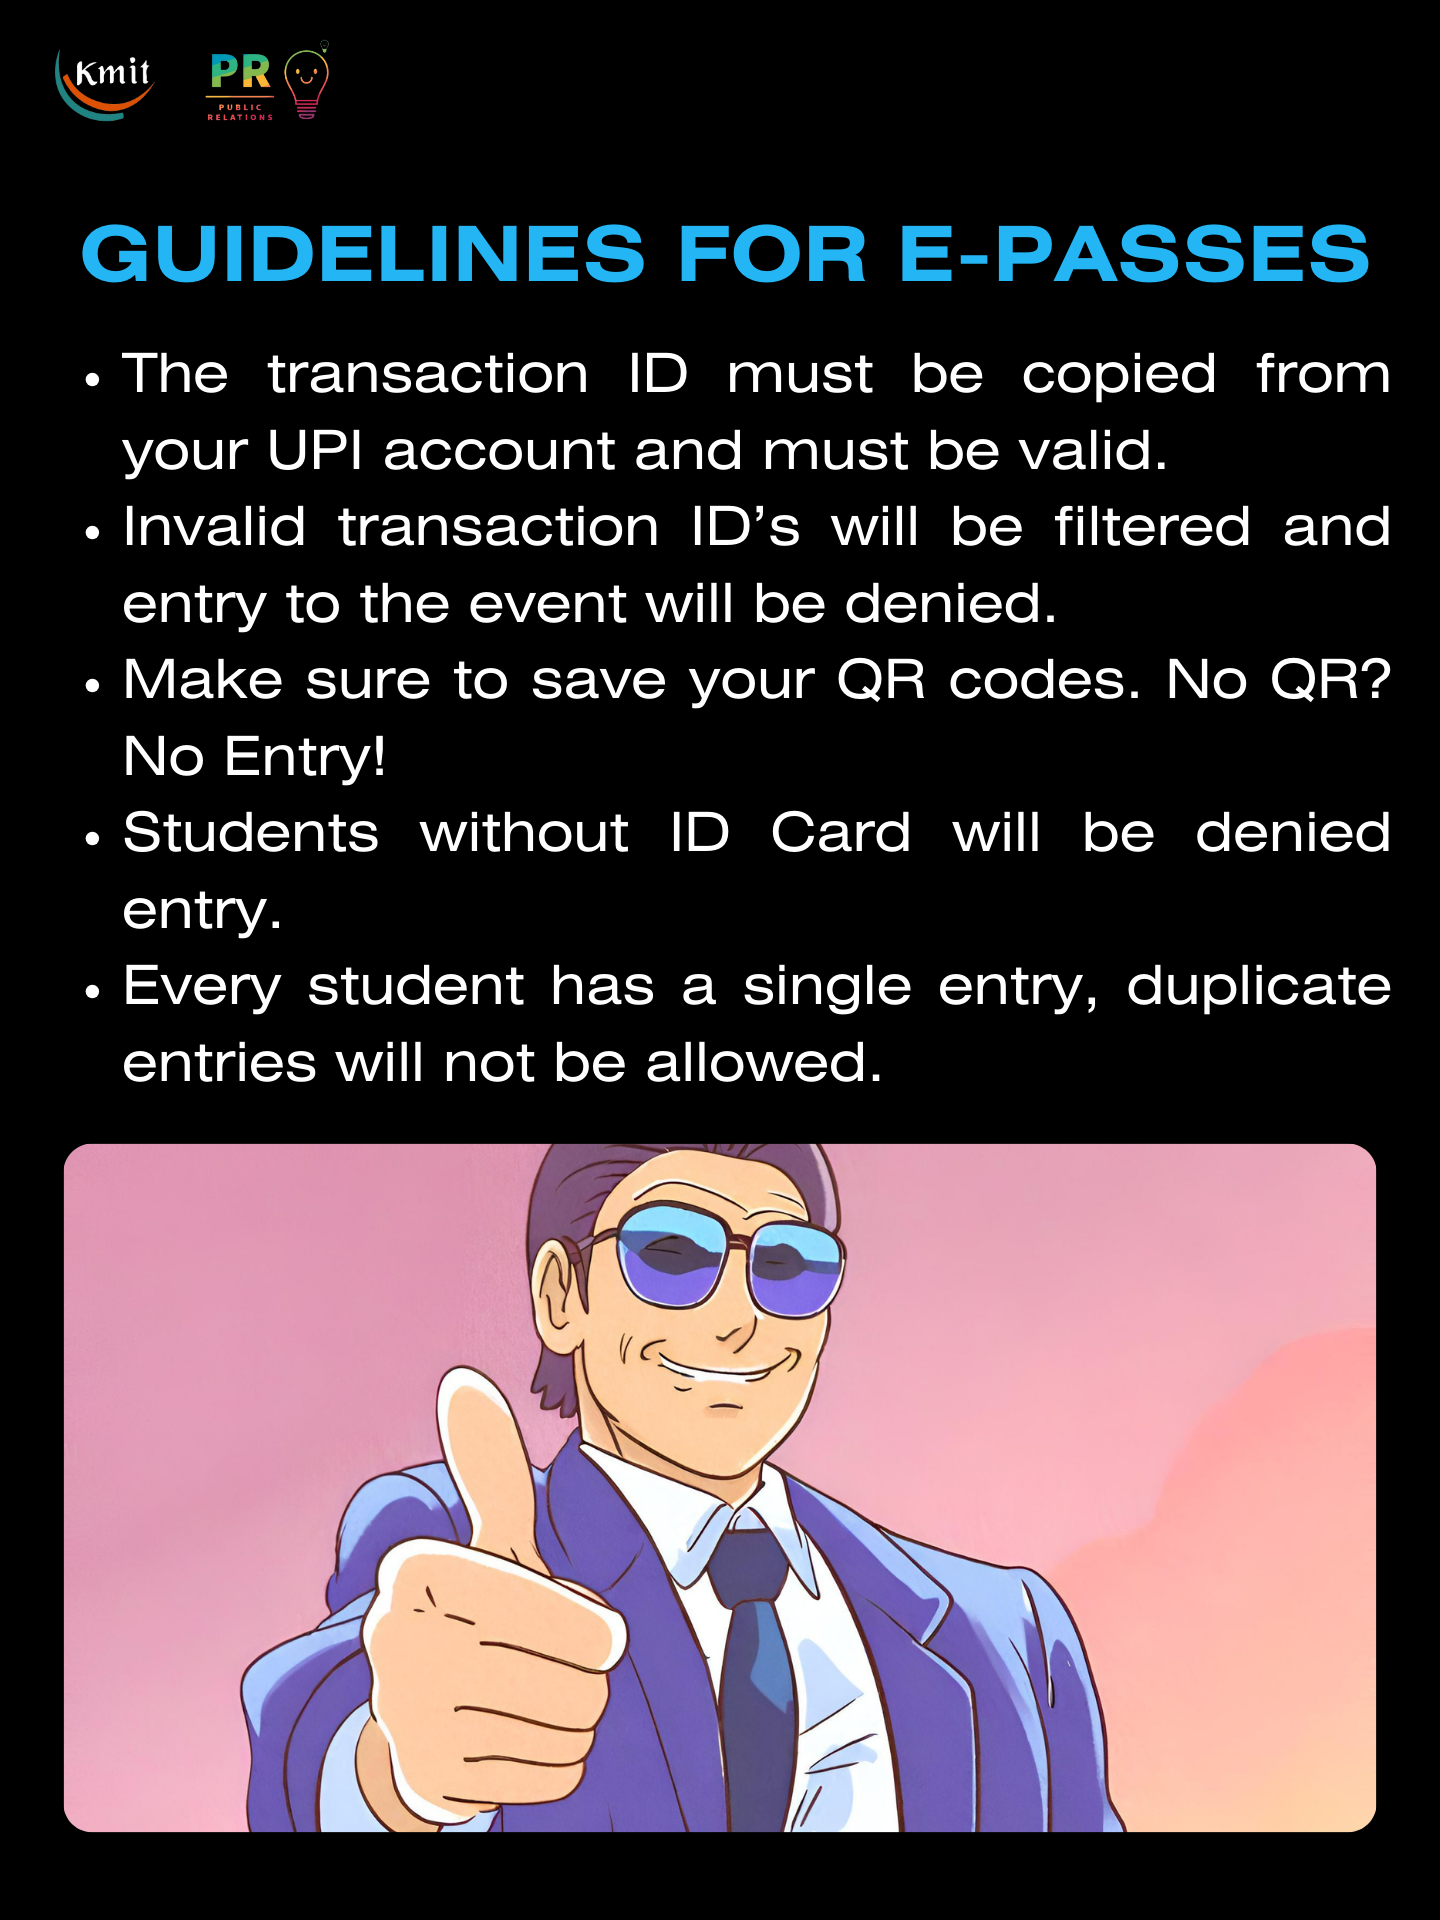 Kmit
PR
PUBLIC
RELATIONS
GUIDELINES FOR E-PASSES
• The transaction ID must be copied from
your UPI account and must be valid.
• Invalid transaction ID’s will be filtered and
entry to the event will be denied.
• Make sure to save your QR codes. No QR?
No Entry!
• Students without ID Card will be denied
entry.
• Every student has a single entry, duplicate
entries will not be allowed.